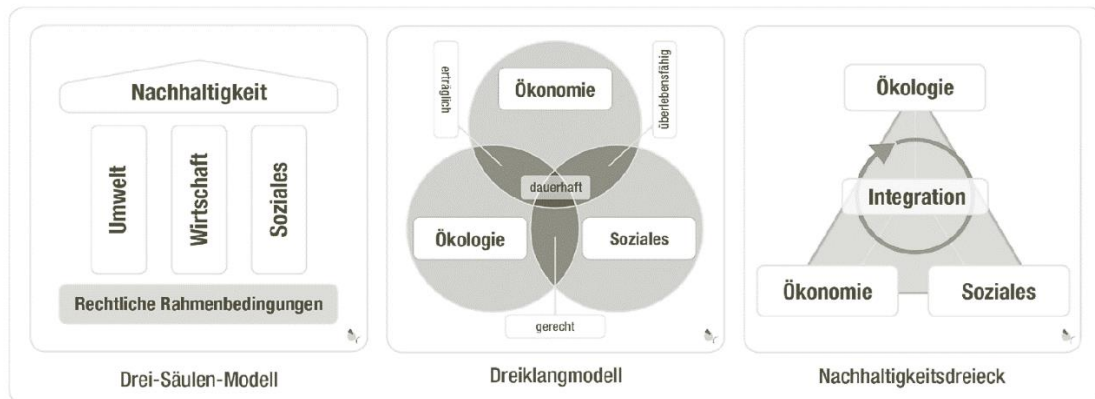 Nachhaltigkeit
Umwelt
Wirtschaft
Soziales
Rechtliche Rahmenbedingungen
Drei-Säulen-Modell
erträglich
Ökonomie
überlebensfähig
dauerhaft
Ökologie
Soziales
gerecht
Dreiklangmodell
Ökologie
Integration
Ökonomie
Soziales
Nachhaltigkeitsdreieck